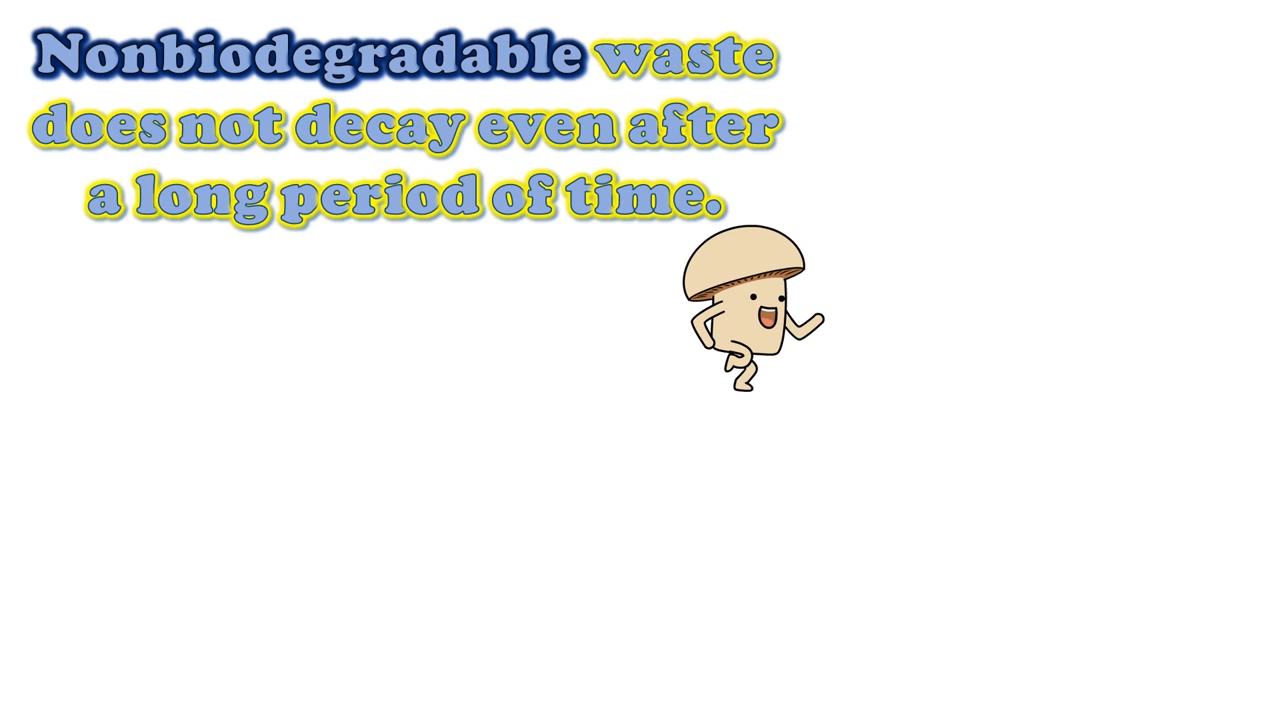 Nonbiodegradable waste
does not decay even after
a long period of time.